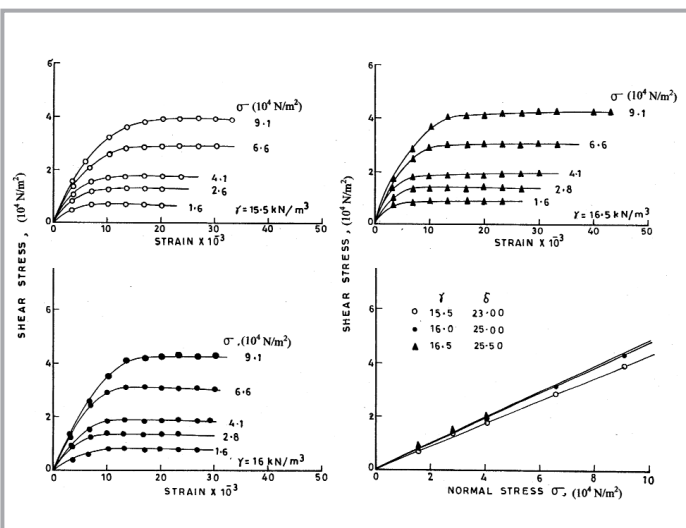 SHEAR STRESS, (10⁴ N/m²)
6
4
2
0
σ (10⁴ N/m²)
9·1
6·6
4·1
2·6
1·6
γ=15·5 kN/m³
0 10 20 30 40 50
STRAIN X 10̄³
SHEAR STRESS, (10⁴ N/m²)
6
4
2
0
σ (10⁴ N/m²)
9·1
6·6
4·1
2·8
1·6
γ=16·5 kN/m³
0 10 20 30 40 50
STRAIN X 10̄³
6
4
2
0
σ, (10⁴ N/m²)
9·1
6·6
4·1
2·8
1·6
γ=16 kN/m³
0 10 20 30 40 50
STRAIN X 10̄³
6
4
2
0
γ δ
15·5 23·00
16·0 25·00
16·5 25·50
0 2 4 6 8 10
NORMAL STRESS σ, (10⁴ N/m²)